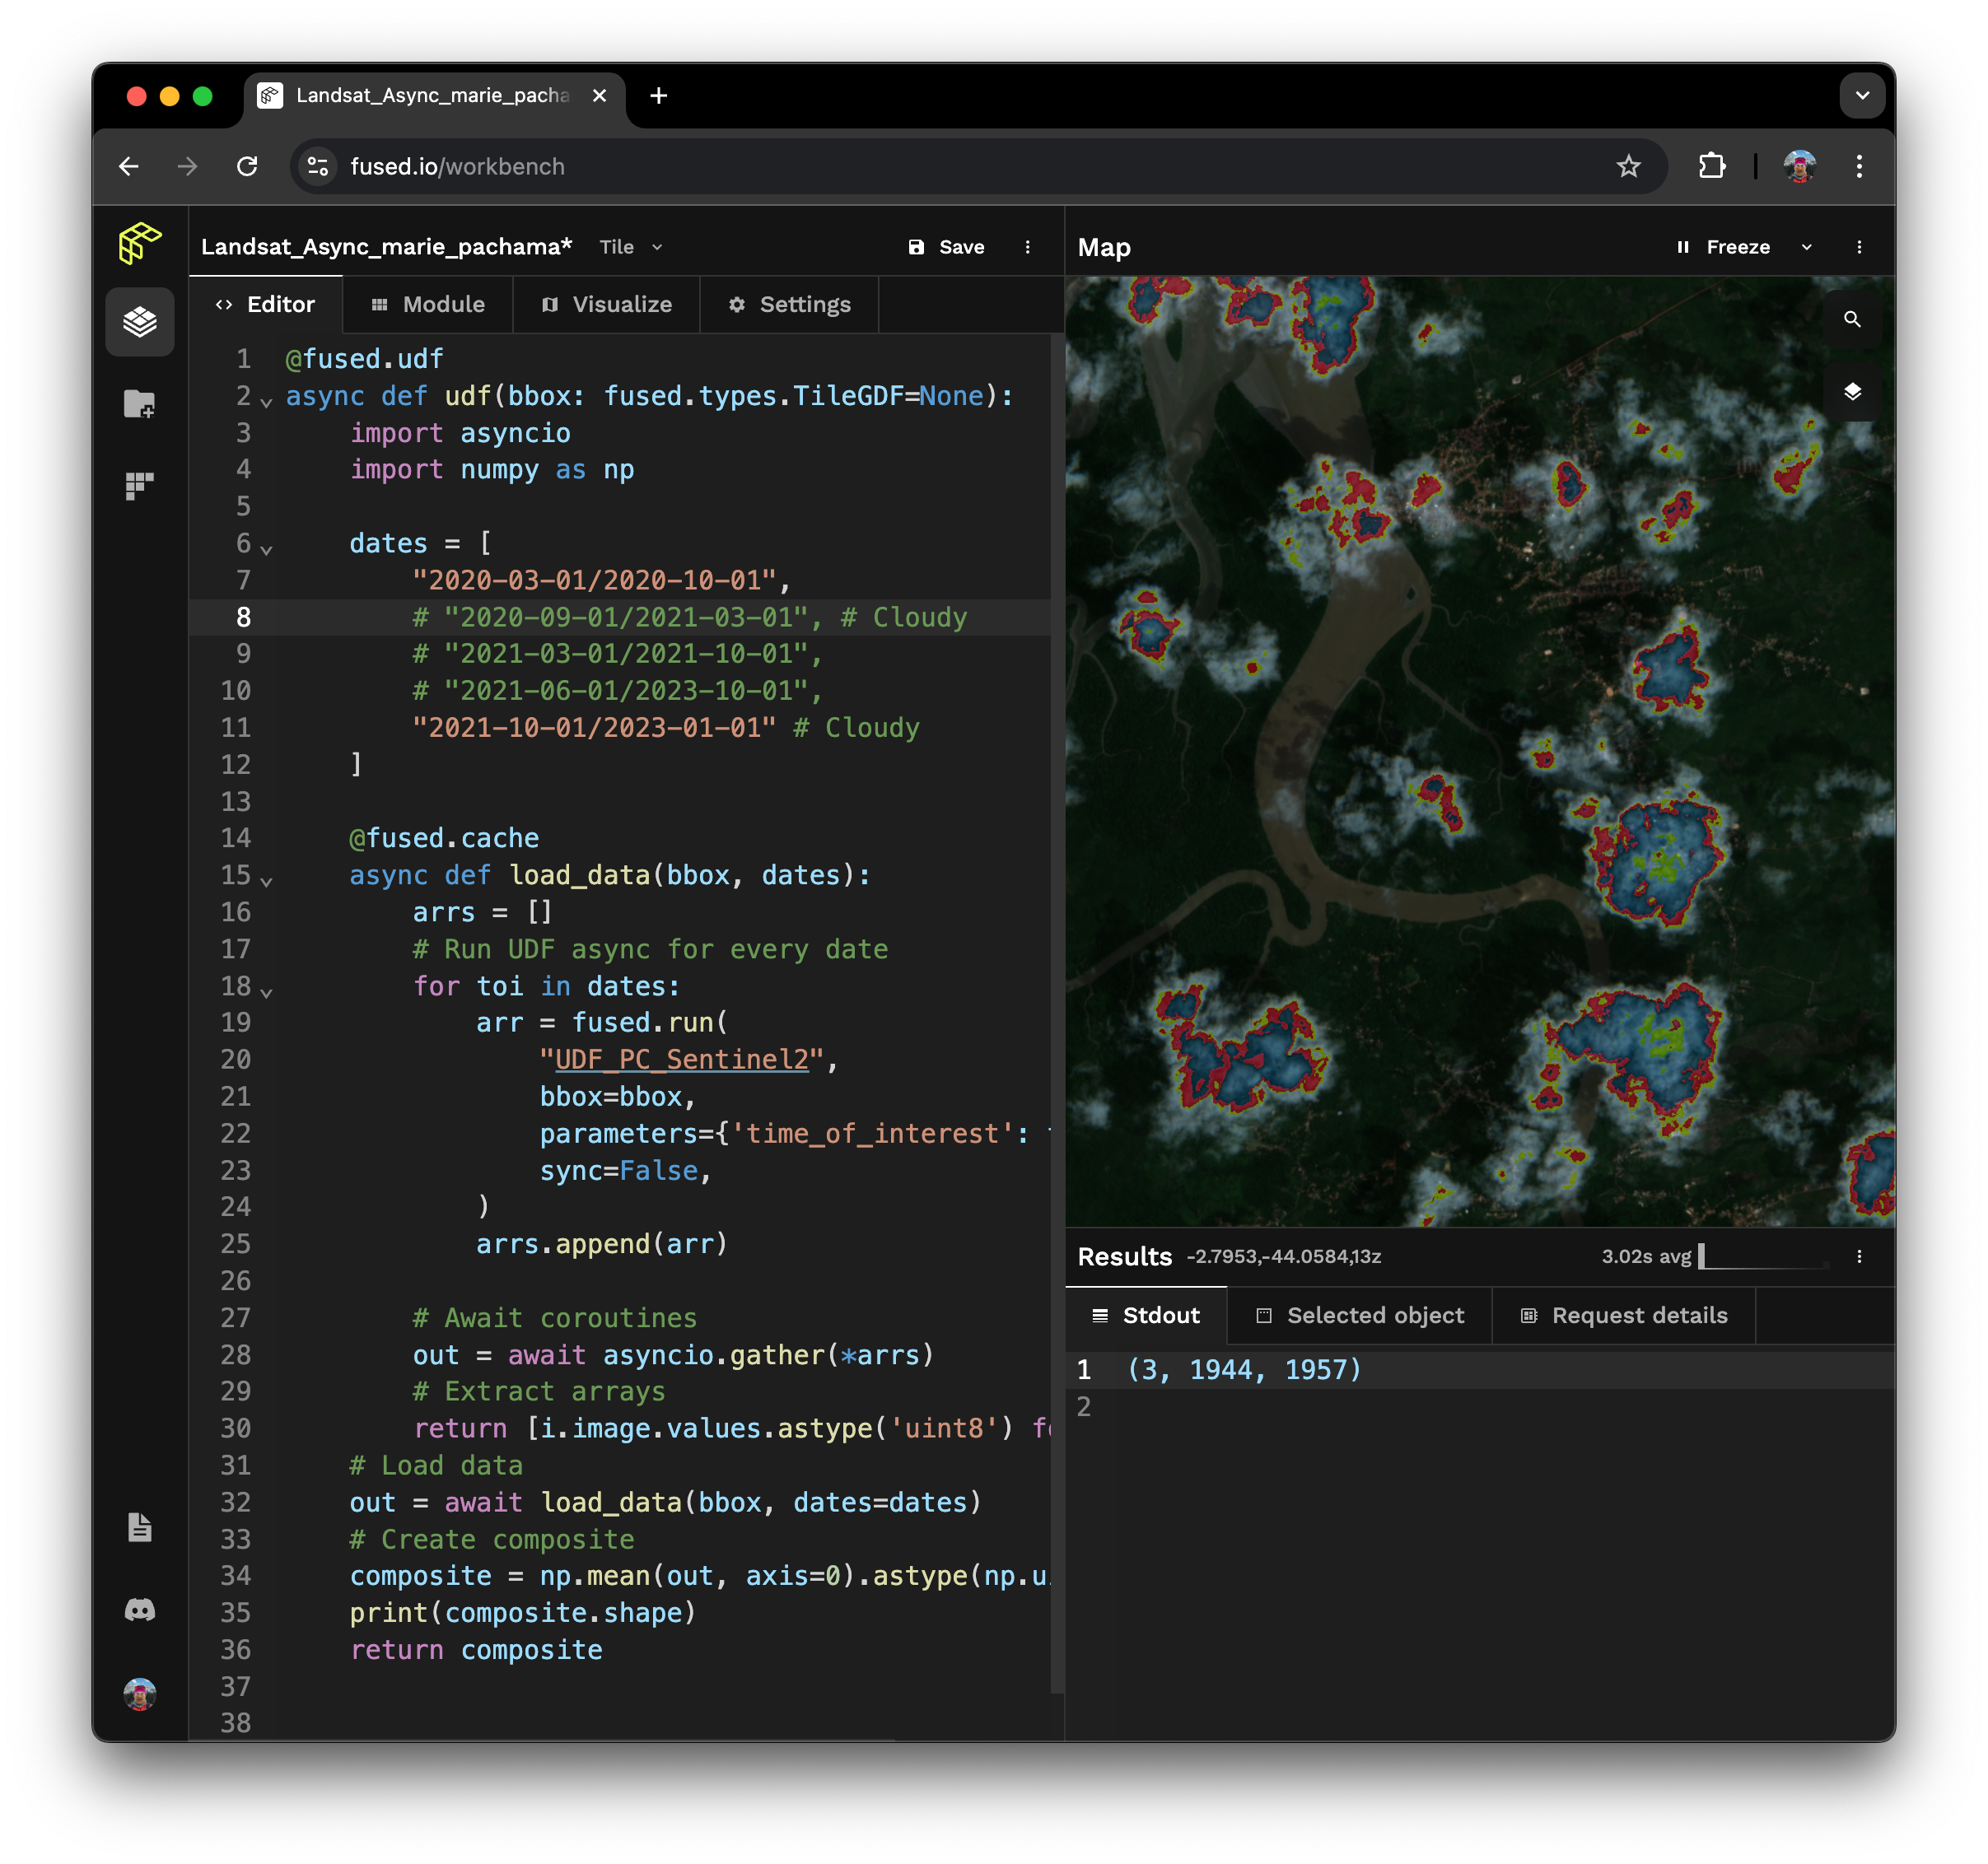 Landsat_Async_marie_pacha
fused.io/workbench
Landsat_Async_marie_pachama* Tile Save
Editor Module Visualize Settings
1 @fused.udf
2 async def udf(bbox: fused.types.TileGDF=None):
3 import asyncio
4 import numpy as np
5
6 dates = [
7 "2020-03-01/2020-10-01",
8 # "2020-09-01/2021-03-01", # Cloudy
9 # "2021-03-01/2021-10-01",
10 # "2021-06-01/2023-10-01",
11 "2021-10-01/2023-01-01" # Cloudy
12 ]
13
14 @fused.cache
15 async def load_data(bbox, dates):
16 arrs = []
17 # Run UDF async for every date
18 for toi in dates:
19 arr = fused.run(
20 "UDF_PC_Sentinel2",
21 bbox=bbox,
22 parameters={'time_of_interest':
23 sync=False,
24 )
25 arrs.append(arr)
26
27 # Await coroutines
28 out = await asyncio.gather(*arrs)
29 # Extract arrays
30 return [i.image.values.astype('uint8') fo
31 # Load data
32 out = await load_data(bbox, dates=dates)
33 # Create composite
34 composite = np.mean(out, axis=0).astype(np.u
35 print(composite.shape)
36 return composite
37
38
Map Freeze
Results -2.7953,-44.0584,13z 3.02s avg
Stdout Selected object Request details
1 (3, 1944, 1957)
2